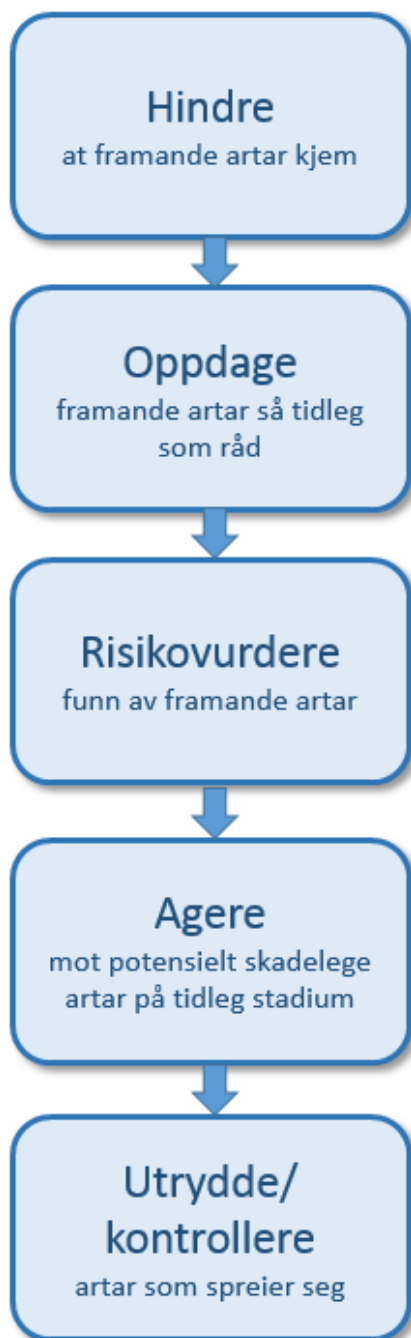 Hindre
at framande artar kjem
Oppdage
framande artar så tidleg
som råd
Risikovurdere
funn av framande artar
Agere
mot potensielt skadelege
artar på tidleg stadium
Utrydde/
kontrollere
artar som spreier seg